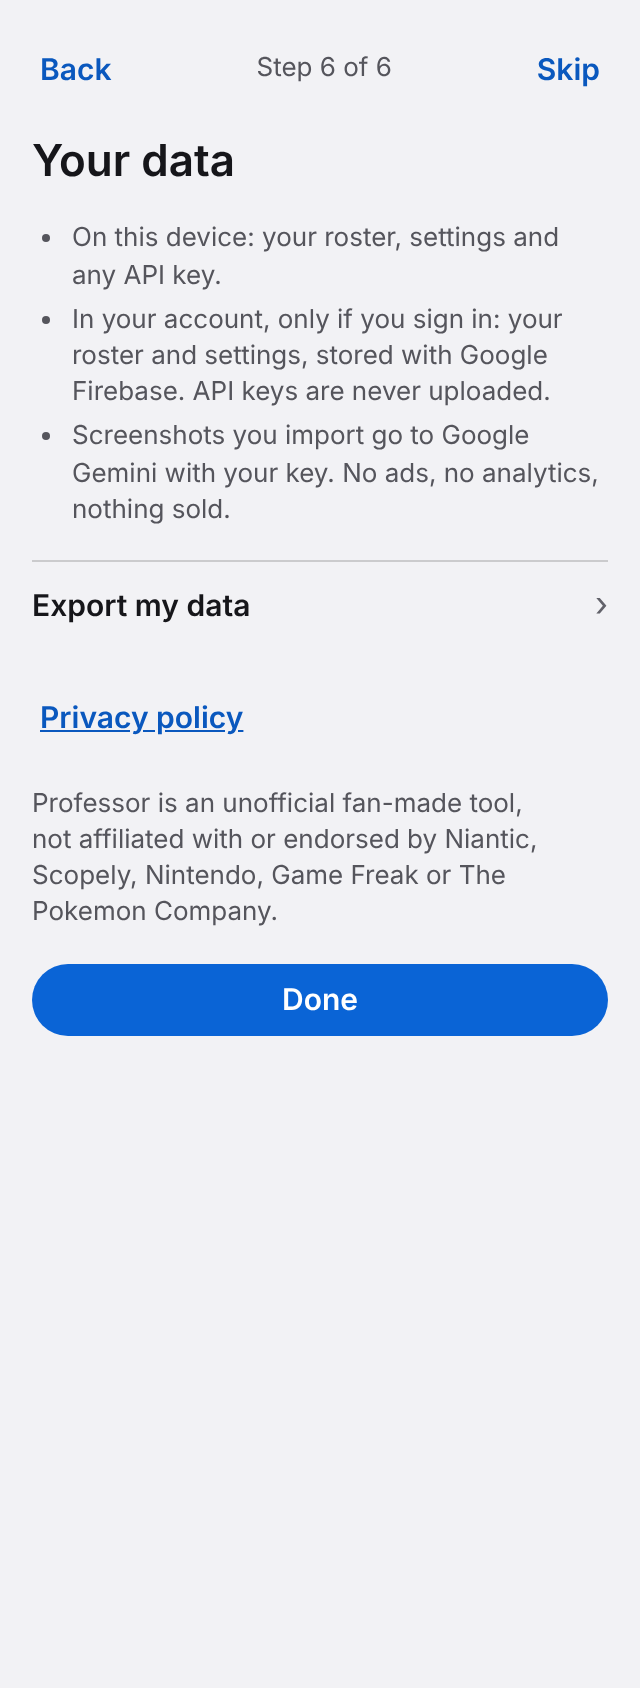 Back
Step 6 of 6
Skip
Your data
• On this device: your roster, settings and
any API key.
• In your account, only if you sign in: your
roster and settings, stored with Google
Firebase. API keys are never uploaded.
• Screenshots you import go to Google
Gemini with your key. No ads, no analytics,
nothing sold.
Export my data ›
Privacy policy
Professor is an unofficial fan-made tool,
not affiliated with or endorsed by Niantic,
Scopely, Nintendo, Game Freak or The
Pokemon Company.
Done